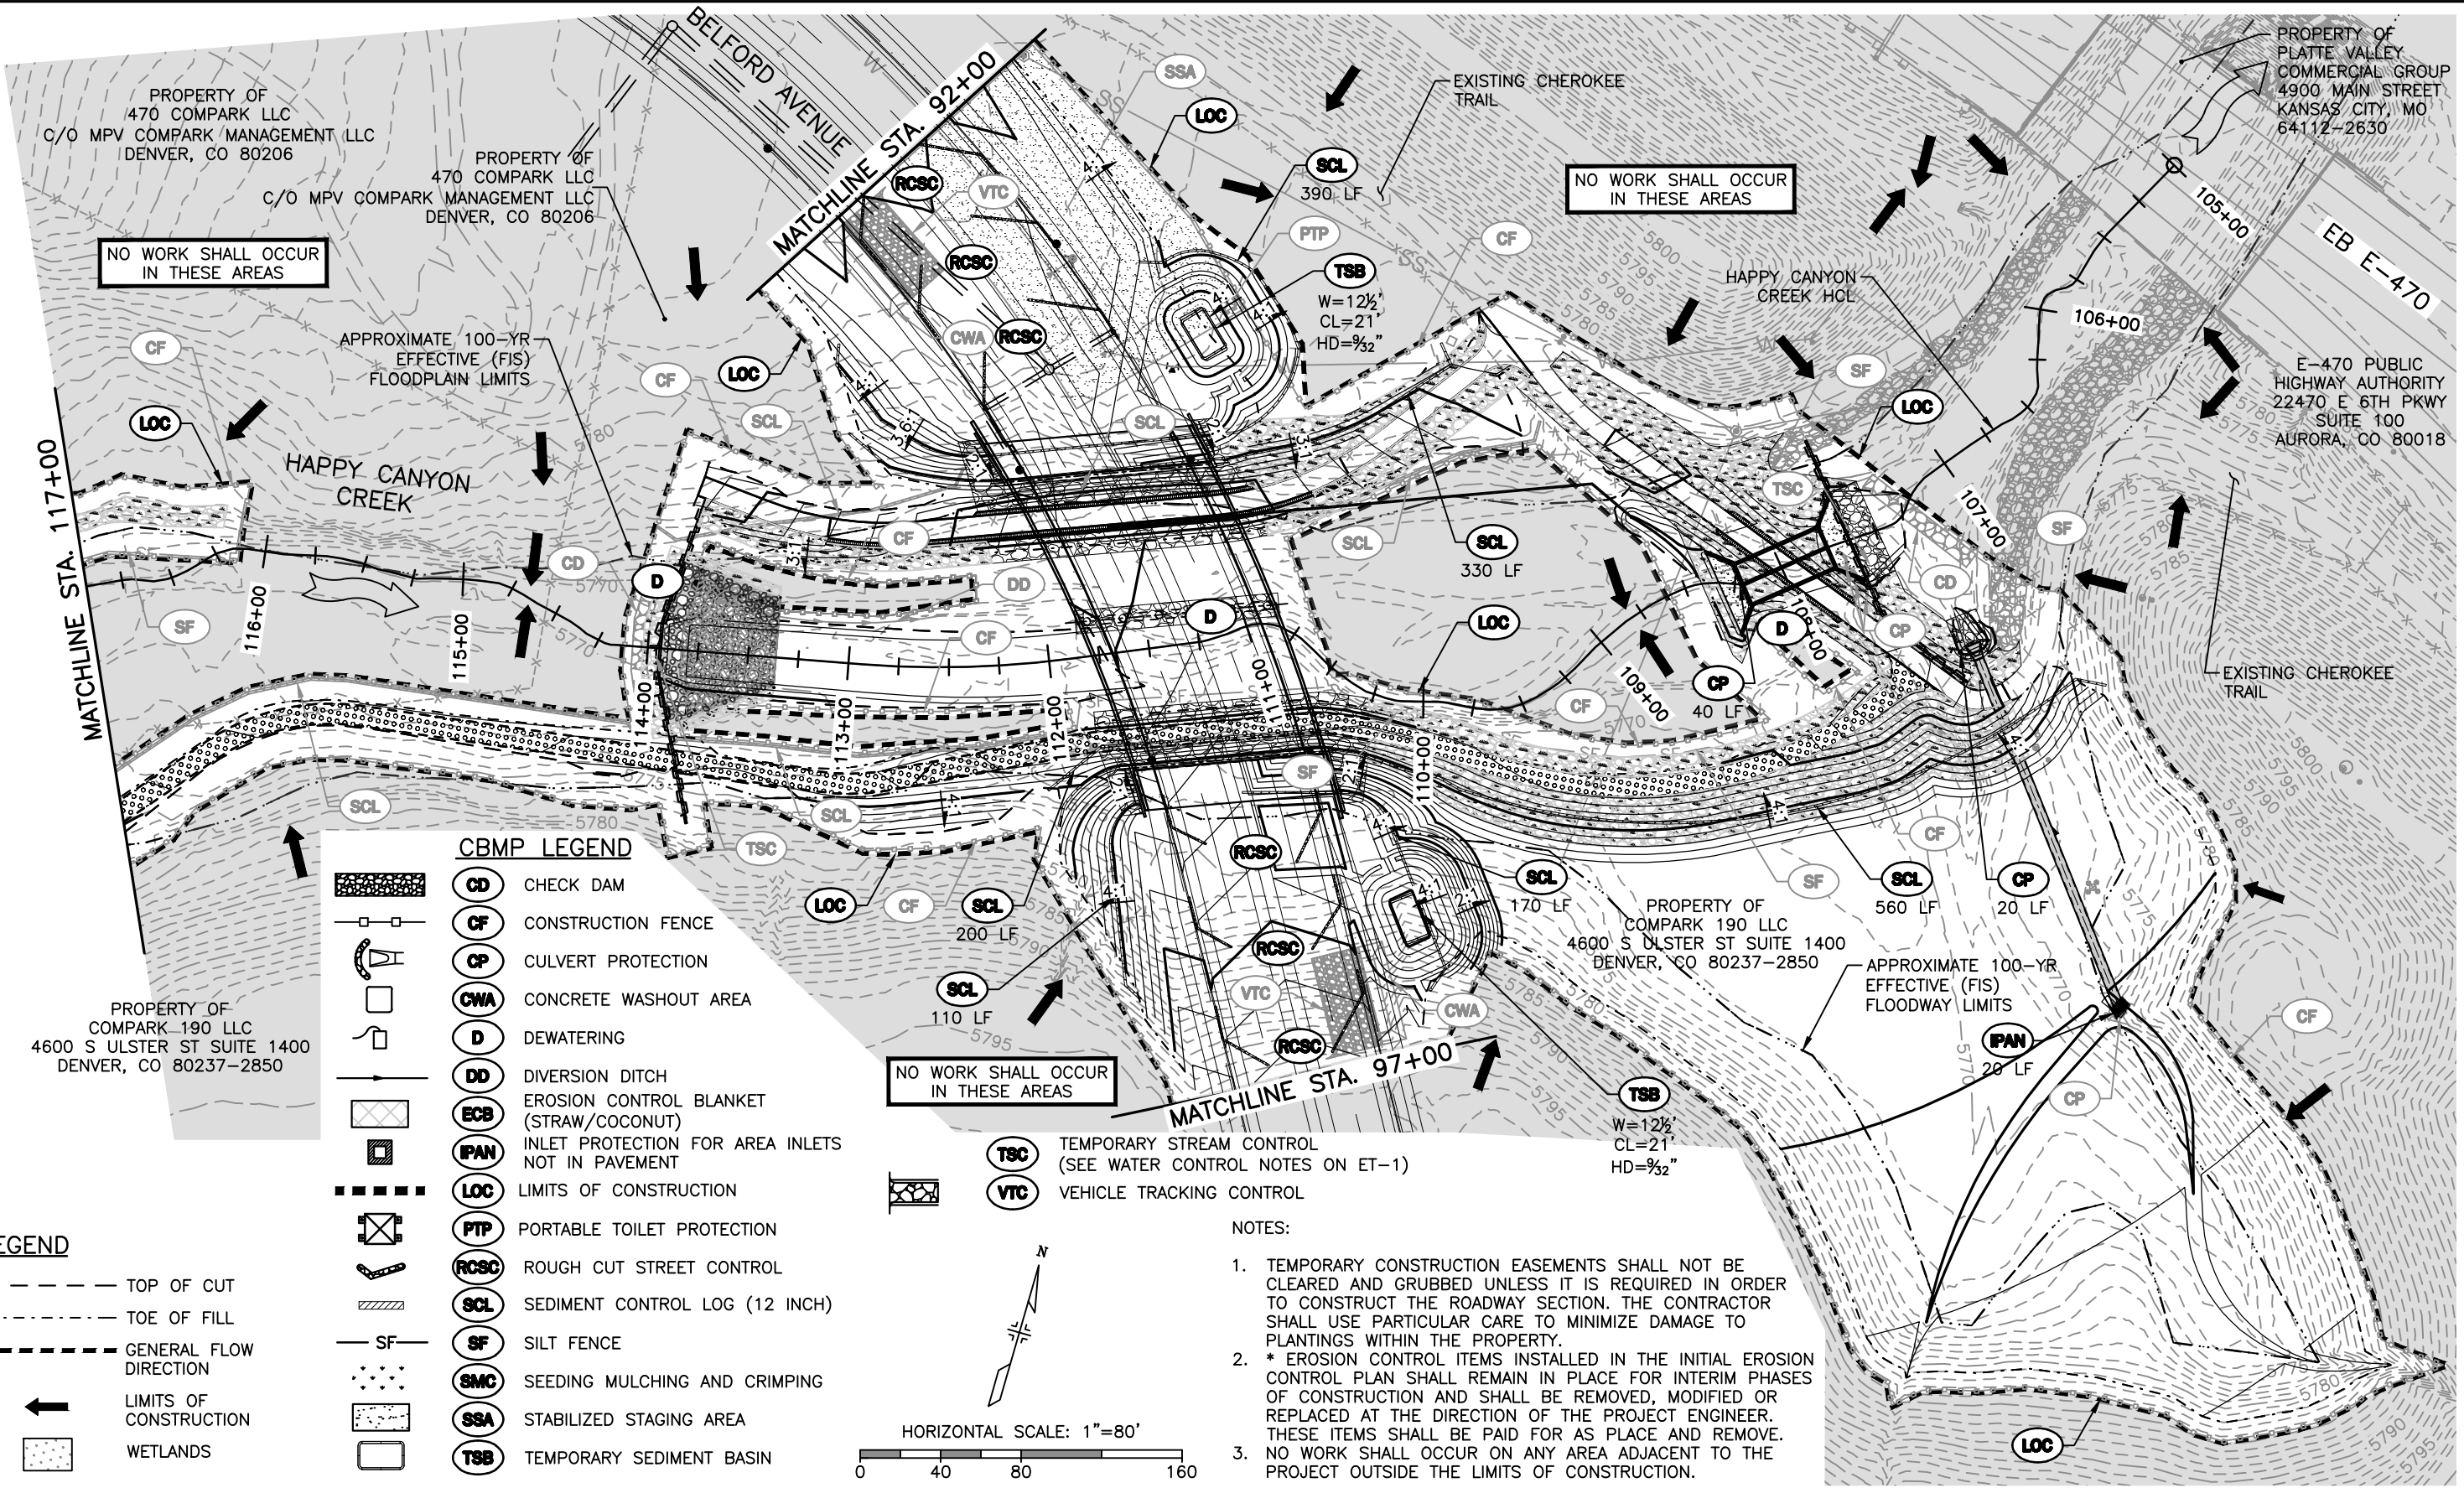 BELFORD AVENUE
MATCHLINE STA. 92+00
PROPERTY OF
470 COMPARK LLC
C/O MPV COMPARK MANAGEMENT LLC
DENVER, CO 80206
PROPERTY OF
470 COMPARK LLC
C/O MPV COMPARK MANAGEMENT LLC
DENVER, CO 80206
NO WORK SHALL OCCUR
IN THESE AREAS
APPROXIMATE 100-YR
EFFECTIVE (FIS)
FLOODPLAIN LIMITS
SSA
LOC
EXISTING CHEROKEE
TRAIL
SCL
390 LF
PTP
CF
TSB
W=12½'
CL=21'
HD=9/32"
RCSC
VTC
RCSC
CWA
RCSC
NO WORK SHALL OCCUR
IN THESE AREAS
PROPERTY OF
PLATTE VALLEY
COMMERCIAL GROUP
4900 MAIN STREET
KANSAS CITY, MO
64112-2630
105+00
EB E-470
HAPPY CANYON
CREEK HCL
106+00
E-470 PUBLIC
HIGHWAY AUTHORITY
22470 E 6TH PKWY
SUITE 100
AURORA, CO 80018
CF
LOC
CF
LOC
SCL
SCL
SF
LOC
5780
HAPPY CANYON
CREEK
MATCHLINE STA. 117+00
CD
D
5770
CF
DD
SCL
SCL
330 LF
TSC
107+00
SF
CD
SF
116+00
115+00
5770
D
CF
LOC
D
108+00
CP
CP
40 LF
109+00
CF
EXISTING CHEROKEE
TRAIL
14+00
113+00
112+00
111+00
110+00
SF
2:1
4:1
SCL
SCL
TSC
5780
5775
LOC
CF
SCL
200 LF
SCL
110 LF
RCSC
RCSC
VTC
RCSC
CWA
4:1
2:1
SCL
170 LF
SF
CF
SCL
560 LF
CP
20 LF
PROPERTY OF
COMPARK 190 LLC
4600 S ULSTER ST SUITE 1400
DENVER, CO 80237-2850
APPROXIMATE 100-YR
EFFECTIVE (FIS)
FLOODWAY LIMITS
IPAN
20 LF
CP
CF
NO WORK SHALL OCCUR
IN THESE AREAS
MATCHLINE STA. 97+00
TSB
W=12½'
CL=21'
HD=9/32"
LOC
5780
5790
5795
PROPERTY OF
COMPARK 190 LLC
4600 S ULSTER ST SUITE 1400
DENVER, CO 80237-2850
CBMP LEGEND
CD CHECK DAM
CF CONSTRUCTION FENCE
CP CULVERT PROTECTION
CWA CONCRETE WASHOUT AREA
D DEWATERING
DD DIVERSION DITCH
ECB EROSION CONTROL BLANKET
(STRAW/COCONUT)
IPAN INLET PROTECTION FOR AREA INLETS
NOT IN PAVEMENT
LOC LIMITS OF CONSTRUCTION
PTP PORTABLE TOILET PROTECTION
RCSC ROUGH CUT STREET CONTROL
SCL SEDIMENT CONTROL LOG (12 INCH)
SF SF SILT FENCE
SMC SEEDING MULCHING AND CRIMPING
SSA STABILIZED STAGING AREA
TSB TEMPORARY SEDIMENT BASIN
TSC TEMPORARY STREAM CONTROL
(SEE WATER CONTROL NOTES ON ET-1)
VTC VEHICLE TRACKING CONTROL
EGEND
TOP OF CUT
TOE OF FILL
GENERAL FLOW
DIRECTION
LIMITS OF
CONSTRUCTION
WETLANDS
N
HORIZONTAL SCALE: 1"=80'
0 40 80 160
NOTES:
1. TEMPORARY CONSTRUCTION EASEMENTS SHALL NOT BE
CLEARED AND GRUBBED UNLESS IT IS REQUIRED IN ORDER
TO CONSTRUCT THE ROADWAY SECTION. THE CONTRACTOR
SHALL USE PARTICULAR CARE TO MINIMIZE DAMAGE TO
PLANTINGS WITHIN THE PROPERTY.
2. * EROSION CONTROL ITEMS INSTALLED IN THE INITIAL EROSION
CONTROL PLAN SHALL REMAIN IN PLACE FOR INTERIM PHASES
OF CONSTRUCTION AND SHALL BE REMOVED, MODIFIED OR
REPLACED AT THE DIRECTION OF THE PROJECT ENGINEER.
THESE ITEMS SHALL BE PAID FOR AS PLACE AND REMOVE.
3. NO WORK SHALL OCCUR ON ANY AREA ADJACENT TO THE
PROJECT OUTSIDE THE LIMITS OF CONSTRUCTION.